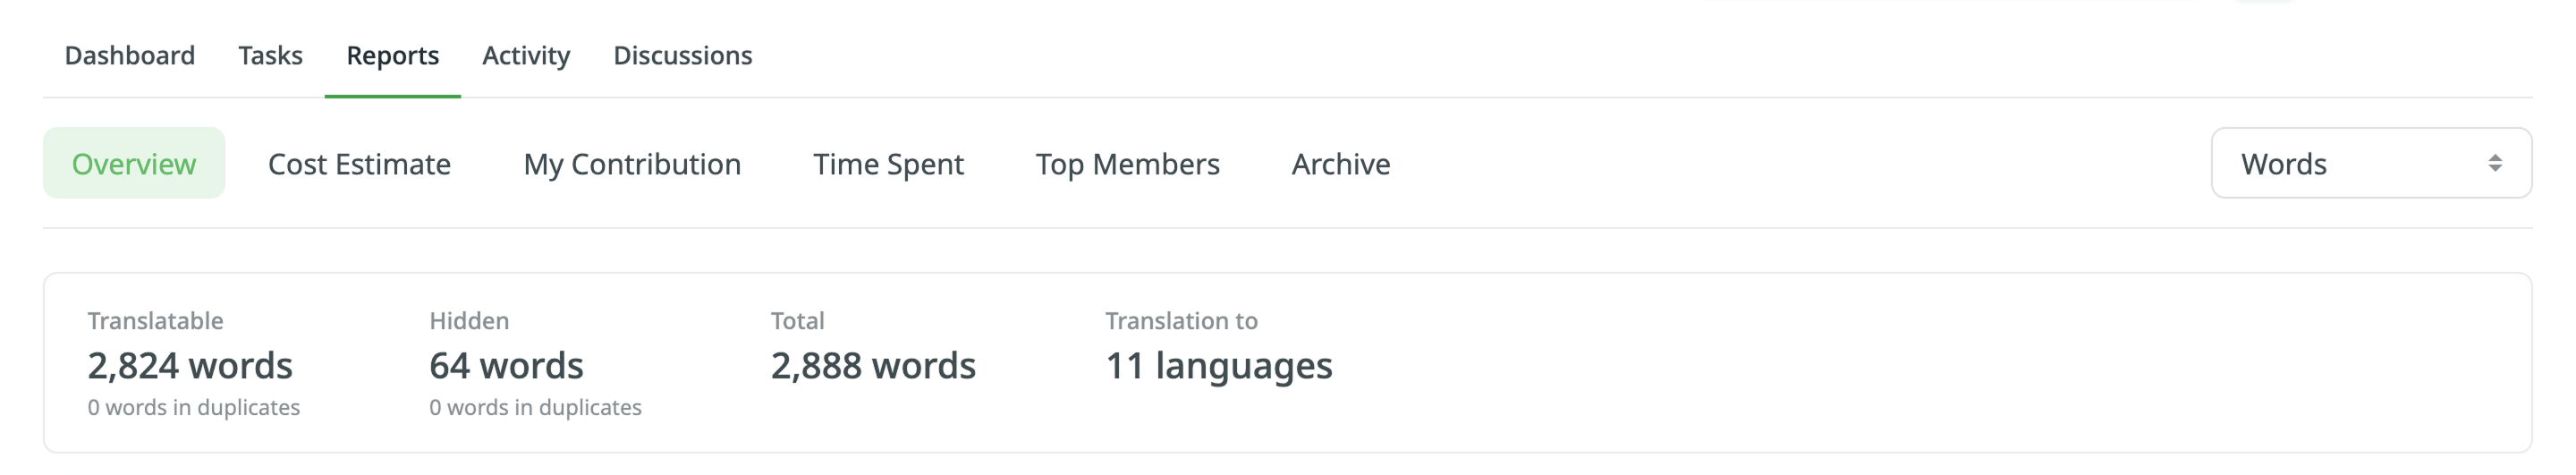 Dashboard Tasks Reports Activity Discussions
Overview Cost Estimate My Contribution Time Spent Top Members Archive Words
Translatable Hidden Total Translation to
2,824 words 64 words 2,888 words 11 languages
0 words in duplicates 0 words in duplicates